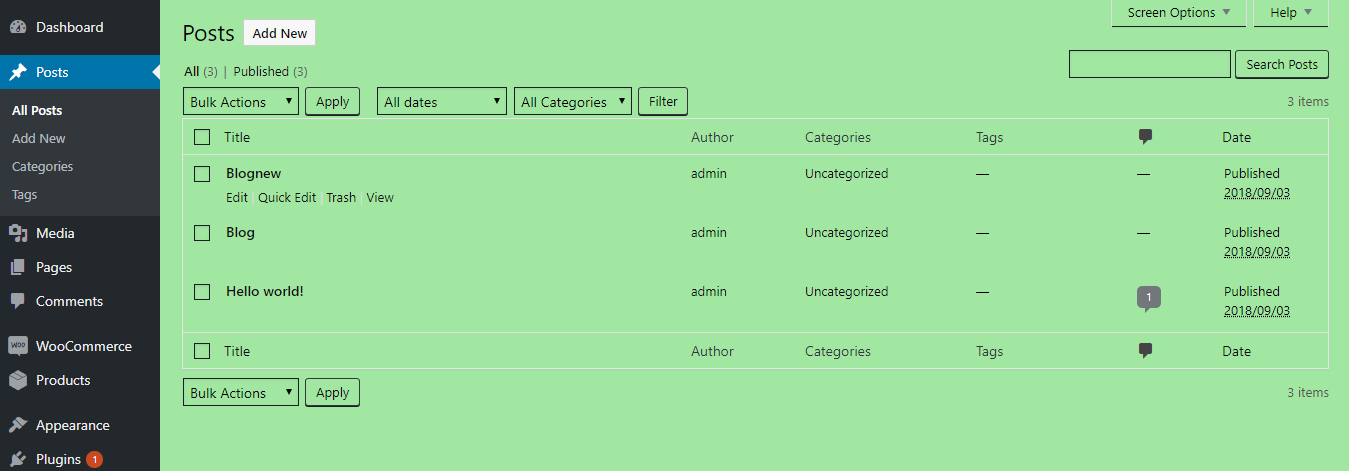 Dashboard
Posts
All Posts
Add New
Categories
Tags
Media
Pages
Comments
WOO WooCommerce
Products
Appearance
Plugins 1
Screen Options ▼ Help ▼
Posts Add New
All (3) | Published (3)
Search Posts
Bulk Actions ▼ Apply All dates ▼ All Categories ▼ Filter 3 items
Title Author Categories Tags Date
Blognew admin Uncategorized — — Published
Edit | Quick Edit | Trash | View 2018/09/03
Blog admin Uncategorized — — Published
2018/09/03
Hello world! admin Uncategorized — 1 Published
2018/09/03
Title Author Categories Tags Date
Bulk Actions ▼ Apply 3 items